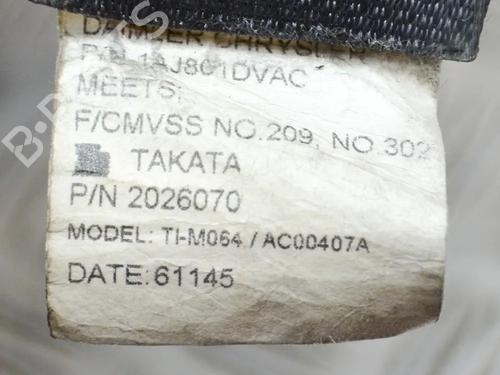 DAIMLER CHRYSLER
P/N 1AJ801DVAC
MEETS:
F/CMVSS NO.209, NO.302
TAKATA
P/N 2026070
MODEL: TI-M064 / AC00407A
DATE: 61145